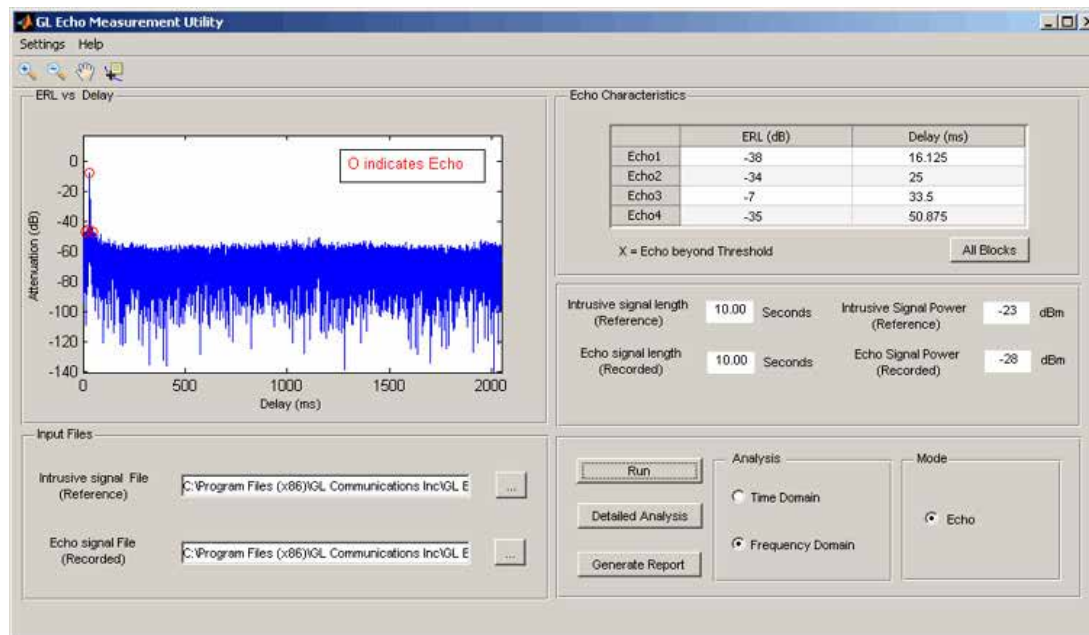 GL Echo Measurement Utility
Settings Help
ERL vs Delay
O indicates Echo
0
-20
-40
-60
-80
-100
-120
-140
Attenuation (dB)
0 500 1000 1500 2000
Delay (ms)
Echo Characteristics
ERL (dB) Delay (ms)
Echo1 -38 16.125
Echo2 -34 25
Echo3 -7 33.5
Echo4 -35 50.875
X = Echo beyond Threshold
All Blocks
Intrusive signal length
(Reference)
10.00 Seconds
Intrusive Signal Power
(Reference)
-23 dBm
Echo signal length
(Recorded)
10.00 Seconds
Echo Signal Power
(Recorded)
-28 dBm
Input Files
Intrusive signal File
(Reference)
C:\Program Files (x86)\GL Communications Inc\GL E
...
Echo signal File
(Recorded)
C:\Program Files (x86)\GL Communications Inc\GL E
...
Run
Detailed Analysis
Generate Report
Analysis
Time Domain
Frequency Domain
Mode
Echo